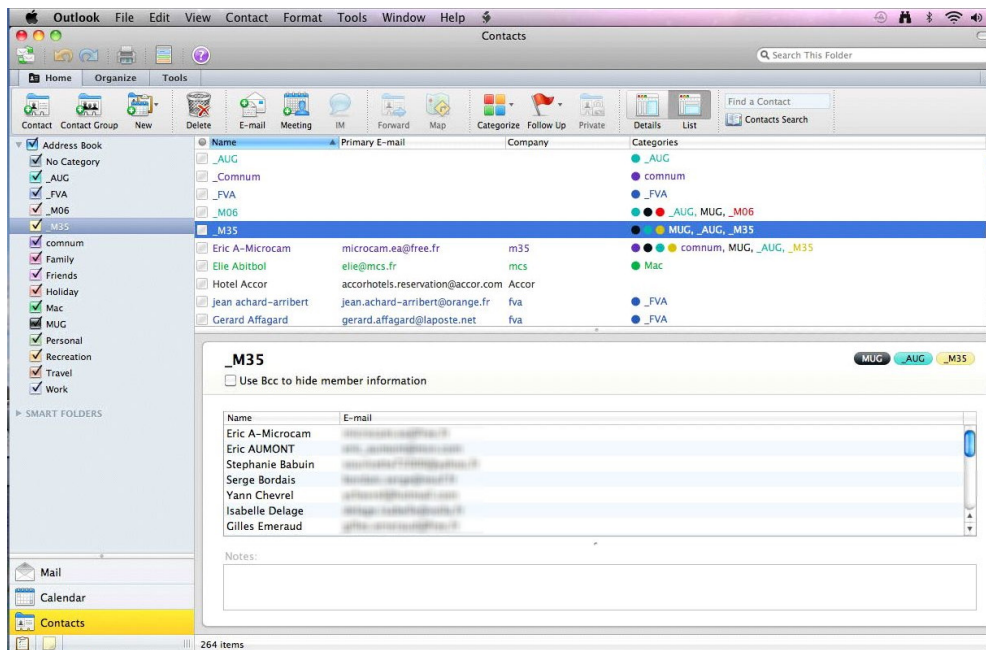 Outlook File Edit View Contact Format Tools Window Help
Contacts
Search This Folder
Home Organize Tools
Contact Contact Group New Delete E-mail Meeting IM Forward Map Categorize Follow Up Private Details List Find a Contact
Contacts Search
Address Book
No Category
_AUG
_FVA
_M06
_M35
comnum
Family
Friends
Holiday
Mac
MUG
Personal
Recreation
Travel
Work
SMART FOLDERS
Mail
Calendar
Contacts
Name Primary E-mail Company Categories
_AUG _AUG
_Comnum comnum
_FVA _FVA
_M06 _AUG, MUG, _M06
_M35 MUG, _AUG, _M35
Eric A-Microcam microcam.ea@free.fr m35 comnum, MUG, _AUG, _M35
Elie Abitbol elie@mcs.fr mcs Mac
Hotel Accor accorhotels.reservation@accor.com Accor
jean achard-arribert jean.achard-arribert@orange.fr fva _FVA
Gerard Affagard gerard.affagard@laposte.net fva _FVA
_M35 MUG _AUG _M35
Use Bcc to hide member information
Name E-mail
Eric A-Microcam
Eric AUMONT
Stephanie Babuin
Serge Bordais
Yann Chevrel
Isabelle Delage
Gilles Emeraud
Notes:
264 items